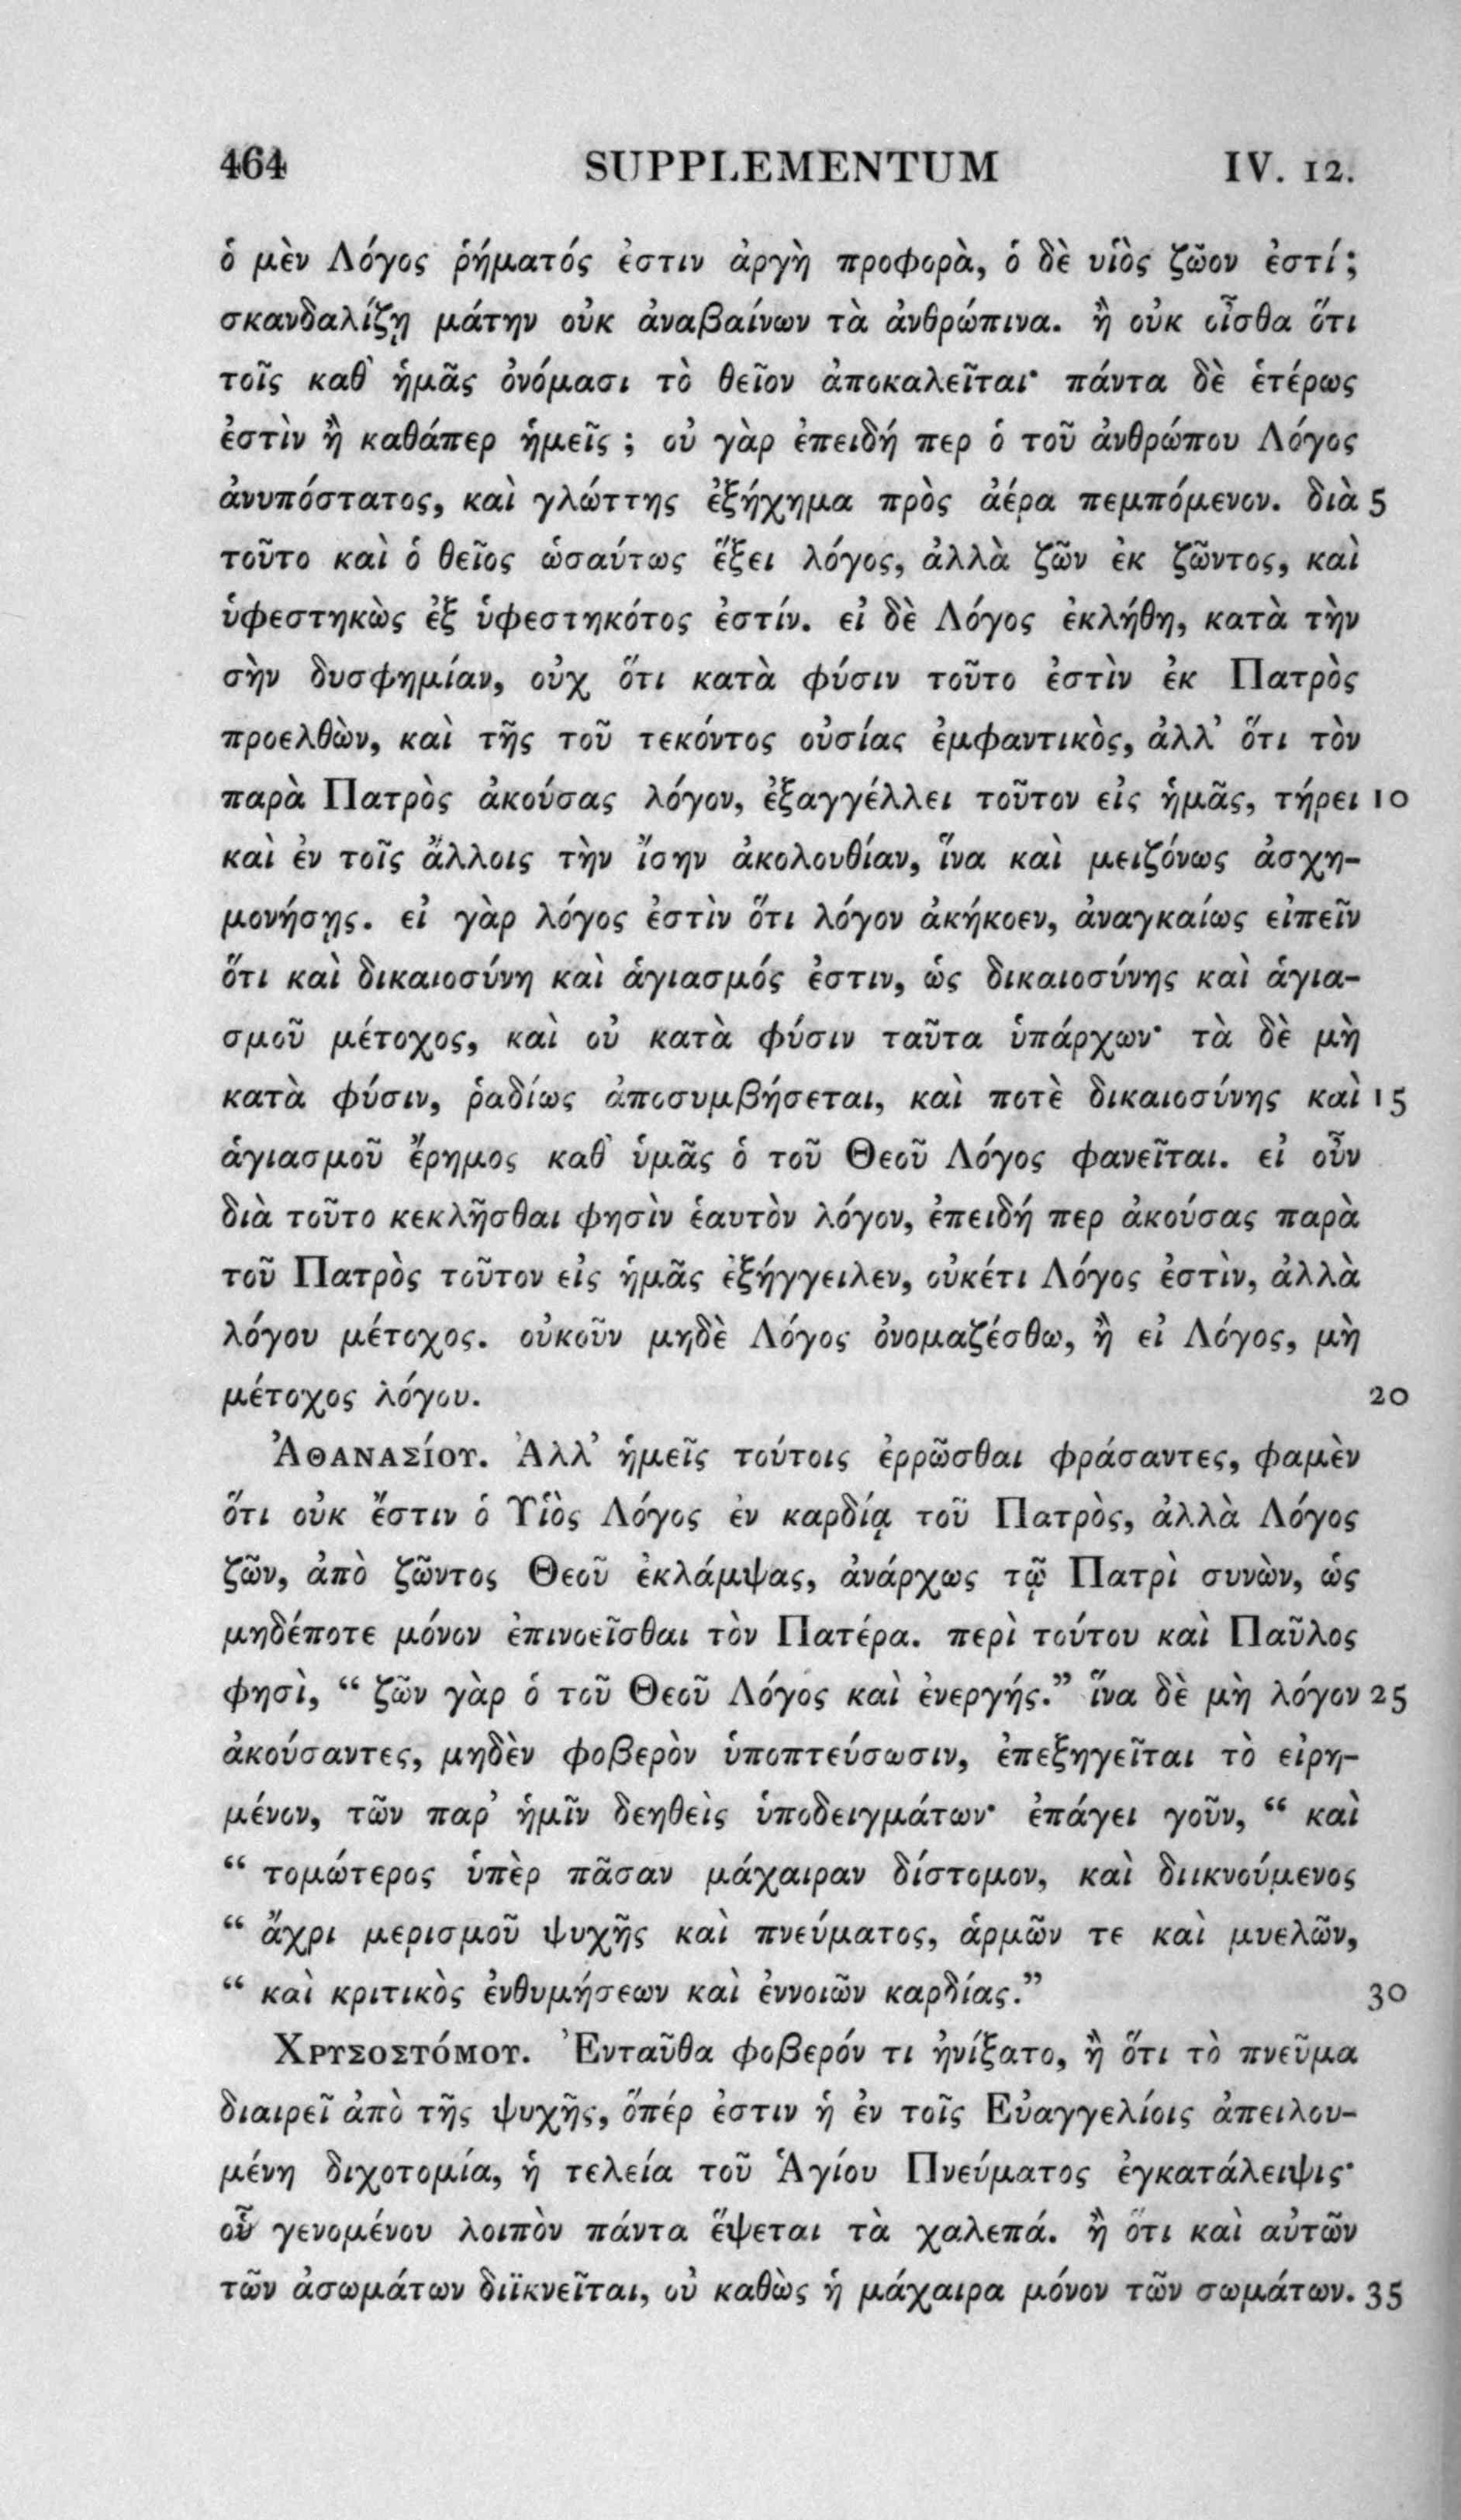 464 SUPPLEMENTUM IV. 12.
ὁ μὲν Λόγος ῥήματός ἐστιν ἀργὴ προφορὰ, ὁ δὲ υἱὸς ζῶον ἐστί;
σκανδαλίζῃ μάτην οὐκ ἀναβαίνων τὰ ἀνθρώπινα. ἢ οὐκ οἶσθα ὅτι
τοῖς καθ᾽ ἡμᾶς ὀνόμασι τὸ θεῖον ἀποκαλεῖται· πάντα δὲ ἑτέρως
ἐστὶν ἢ καθάπερ ἡμεῖς ; οὐ γὰρ ἐπειδή περ ὁ τοῦ ἀνθρώπου Λόγος
ἀνυπόστατος, καὶ γλώττης ἐξήχημα πρὸς ἀέρα πεμπόμενον. διὰ 5
τοῦτο καὶ ὁ θεῖος ὡσαύτως ἕξει λόγος, ἀλλὰ ζῶν ἐκ ζῶντος, καὶ
ὑφεστηκὼς ἐξ ὑφεστηκότος ἐστίν. εἰ δὲ Λόγος ἐκλήθη, κατὰ τὴν
σὴν δυσφημίαν, οὐχ ὅτι κατὰ φύσιν τοῦτο ἐστὶν ἐκ Πατρὸς
προελθὼν, καὶ τῆς τοῦ τεκόντος οὐσίας ἐμφαντικὸς, ἀλλ᾽ ὅτι τὸν
παρὰ Πατρὸς ἀκούσας λόγον, ἐξαγγέλλει τοῦτον εἰς ἡμᾶς, τήρει 10
καὶ ἐν τοῖς ἄλλοις τὴν ἴσην ἀκολουθίαν, ἵνα καὶ μειζόνως ἀσχη-
μονήσῃς. εἰ γὰρ λόγος ἐστὶν ὅτι λόγον ἀκήκοεν, ἀναγκαίως εἰπεῖν
ὅτι καὶ δικαιοσύνη καὶ ἁγιασμός ἐστιν, ὡς δικαιοσύνης καὶ ἁγια-
σμοῦ μέτοχος, καὶ οὐ κατὰ φύσιν ταῦτα ὑπάρχων· τὰ δὲ μὴ
κατὰ φύσιν, ῥαδίως ἀποσυμβήσεται, καὶ ποτὲ δικαιοσύνης καὶ 15
ἁγιασμοῦ ἔρημος καθ᾽ ὑμᾶς ὁ τοῦ Θεοῦ Λόγος φανεῖται. εἰ οὖν
διὰ τοῦτο κεκλῆσθαι φησὶν ἑαυτὸν λόγον, ἐπειδή περ ἀκούσας παρὰ
τοῦ Πατρὸς τοῦτον εἰς ἡμᾶς ἐξήγγειλεν, οὐκέτι Λόγος ἐστὶν, ἀλλὰ
λόγου μέτοχος. οὐκοῦν μηδὲ Λόγος ὀνομαζέσθω, ἢ εἰ Λόγος, μὴ
μέτοχος λόγου. 20
ἈΘΑΝΑΣΊΟΥ. Ἀλλ᾽ ἡμεῖς τούτοις ἐρρῶσθαι φράσαντες, φαμὲν
ὅτι οὐκ ἔστιν ὁ Υἱὸς Λόγος ἐν καρδίᾳ τοῦ Πατρὸς, ἀλλὰ Λόγος
ζῶν, ἀπὸ ζῶντος Θεοῦ ἐκλάμψας, ἀνάρχως τῷ Πατρὶ συνὼν, ὡς
μηδέποτε μόνον ἐπινοεῖσθαι τὸν Πατέρα. περὶ τούτου καὶ Παῦλος
φησὶ, “ ζῶν γὰρ ὁ τοῦ Θεοῦ Λόγος καὶ ἐνεργής.” ἵνα δὲ μὴ λόγον 25
ἀκούσαντες, μηδὲν φοβερὸν ὑποπτεύσωσιν, ἐπεξηγεῖται τὸ εἰρη-
μένον, τῶν παρ᾽ ἡμῖν δεηθεὶς ὑποδειγμάτων· ἐπάγει γοῦν, “ καὶ
“ τομώτερος ὑπὲρ πᾶσαν μάχαιραν δίστομον, καὶ διικνούμενος
“ ἄχρι μερισμοῦ ψυχῆς καὶ πνεύματος, ἁρμῶν τε καὶ μυελῶν,
“ καὶ κριτικὸς ἐνθυμήσεων καὶ ἐννοιῶν καρδίας.” 30
ΧΡΥΣΟΣΤΌΜΟΥ. Ἐνταῦθα φοβερόν τι ἠνίξατο, ἢ ὅτι τὸ πνεῦμα
διαιρεῖ ἀπὸ τῆς ψυχῆς, ὅπέρ ἐστιν ἡ ἐν τοῖς Εὐαγγελίοις ἀπειλου-
μένη διχοτομία, ἡ τελεία τοῦ Ἁγίου Πνεύματος ἐγκατάλειψις·
οὗ γενομένου λοιπὸν πάντα ἕψεται τὰ χαλεπά. ἢ ὅτι καὶ αὐτῶν
τῶν ἀσωμάτων διϊκνεῖται, οὐ καθὼς ἡ μάχαιρα μόνον τῶν σωμάτων. 35